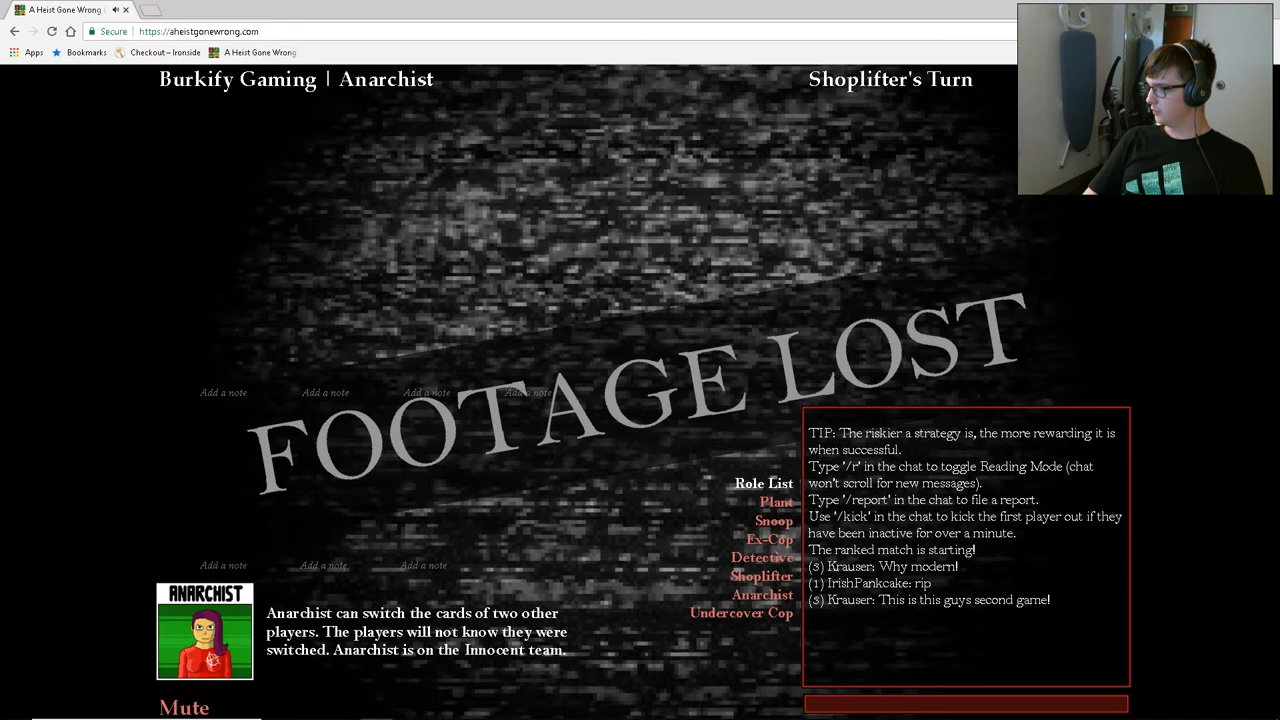 A Heist Gone Wrong
Secure
https://aheistgonewrong.com
Apps
Bookmarks
Checkout – Ironside
A Heist Gone Wrong
Burkify Gaming | Anarchist
Shoplifter's Turn
FOOTAGE LOST
Add a note
Add a note
Add a note
Add a note
TIP: The riskier a strategy is, the more rewarding it is
when successful.
Type '/r' in the chat to toggle Reading Mode (chat
won't scroll for new messages).
Type '/report' in the chat to file a report.
Use '/kick' in the chat to kick the first player out if they
have been inactive for over a minute.
The ranked match is starting!
(3) Krauser: Why modern!
(1) IrishPankcake: rip
(3) Krauser: This is this guys second game!
Role List
Plant
Snoop
Ex-Cop
Detective
Shoplifter
Anarchist
Undercover Cop
Add a note
Add a note
Add a note
ANARCHIST
Anarchist can switch the cards of two other
players. The players will not know they were
switched. Anarchist is on the Innocent team.
Mute